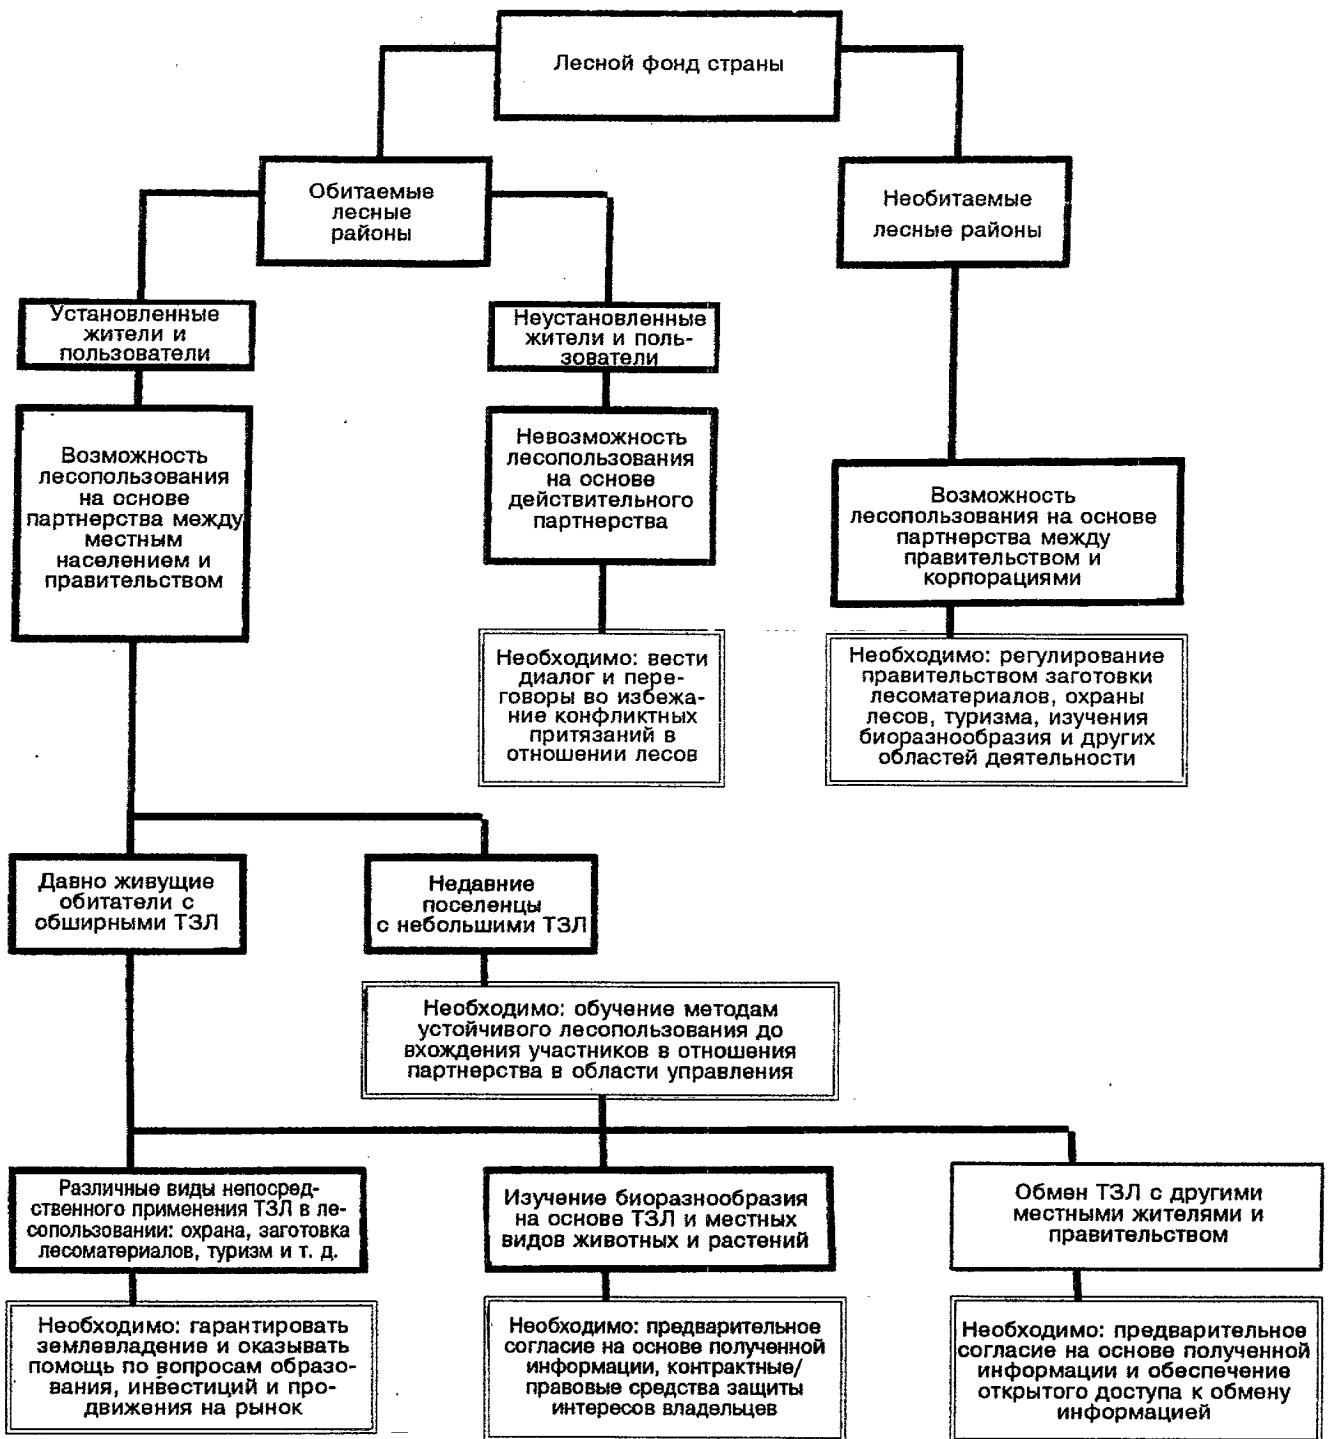 Лесной фонд страны
Обитаемые
лесные
районы
Необитаемые
лесные районы
Установленные
жители и
пользователи
Неустановленные
жители и поль-
зователи
Возможность
лесопользования
на основе
партнерства между
местным
населением и
правительством
Невозможность
лесопользования
на основе
действительного
партнерства
Возможность
лесопользования на основе
партнерства между
правительством и
корпорациями
Необходимо: вести
диалог и пере-
говоры во избежа-
ние конфликтных
притязаний в
отношении лесов
Необходимо: регулирование
правительством заготовки
лесоматериалов, охраны
лесов, туризма, изучения
биоразнообразия и других
областей деятельности
Давно живущие
обитатели с
обширными ТЗЛ
Недавние
поселенцы
с небольшими ТЗЛ
Необходимо: обучение методам
устойчивого лесопользования до
вхождения участников в отношения
партнерства в области управления
Различные виды непосред-
ственного применения ТЗЛ в ле-
сопользовании: охрана, заготовка
лесоматериалов, туризм и т. д.
Изучение биоразнообразия
на основе ТЗЛ и местных
видов животных и растений
Обмен ТЗЛ с другими
местными жителями и
правительством
Необходимо: гарантировать
землевладение и оказывать
помощь по вопросам образо-
вания, инвестиций и про-
движения на рынок
Необходимо: предварительное
согласие на основе полученной
информации, контрактные/
правовые средства защиты
интересов владельцев
Необходимо: предварительное
согласие на основе полученной
информации и обеспечение
открытого доступа к обмену
информацией